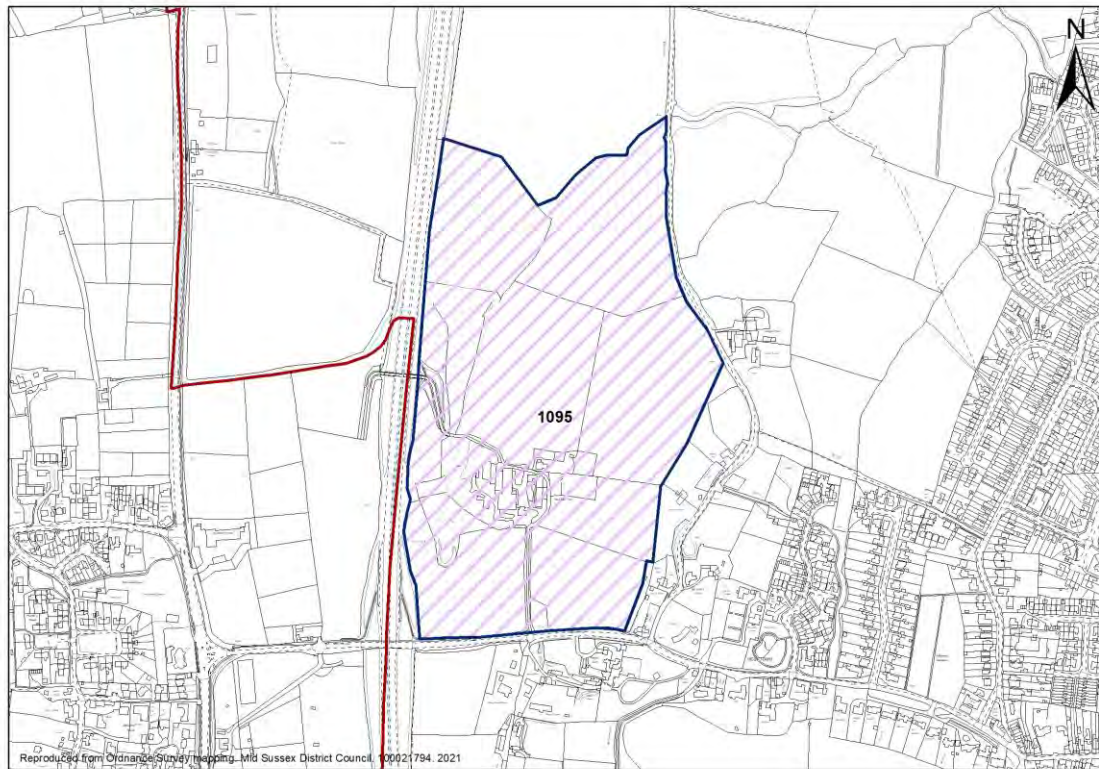 N
1095
Reproduced from Ordnance Survey mapping. Mid Sussex District Council. 100021794. 2021